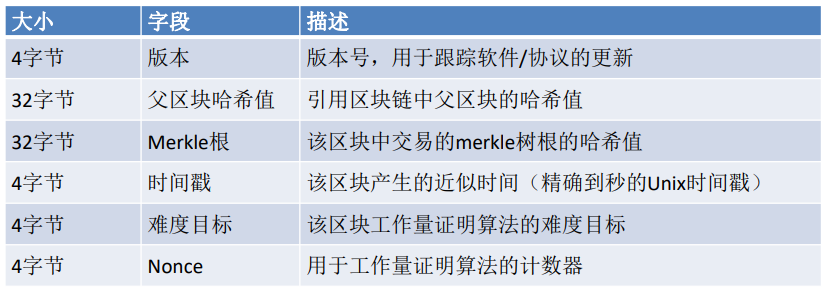 大小 字段 描述
4字节 版本 版本号，用于跟踪软件/协议的更新
32字节 父区块哈希值 引用区块链中父区块的哈希值
32字节 Merkle根 该区块中交易的merkle树根的哈希值
4字节 时间戳 该区块产生的近似时间（精确到秒的Unix时间戳）
4字节 难度目标 该区块工作量证明算法的难度目标
4字节 Nonce 用于工作量证明算法的计数器